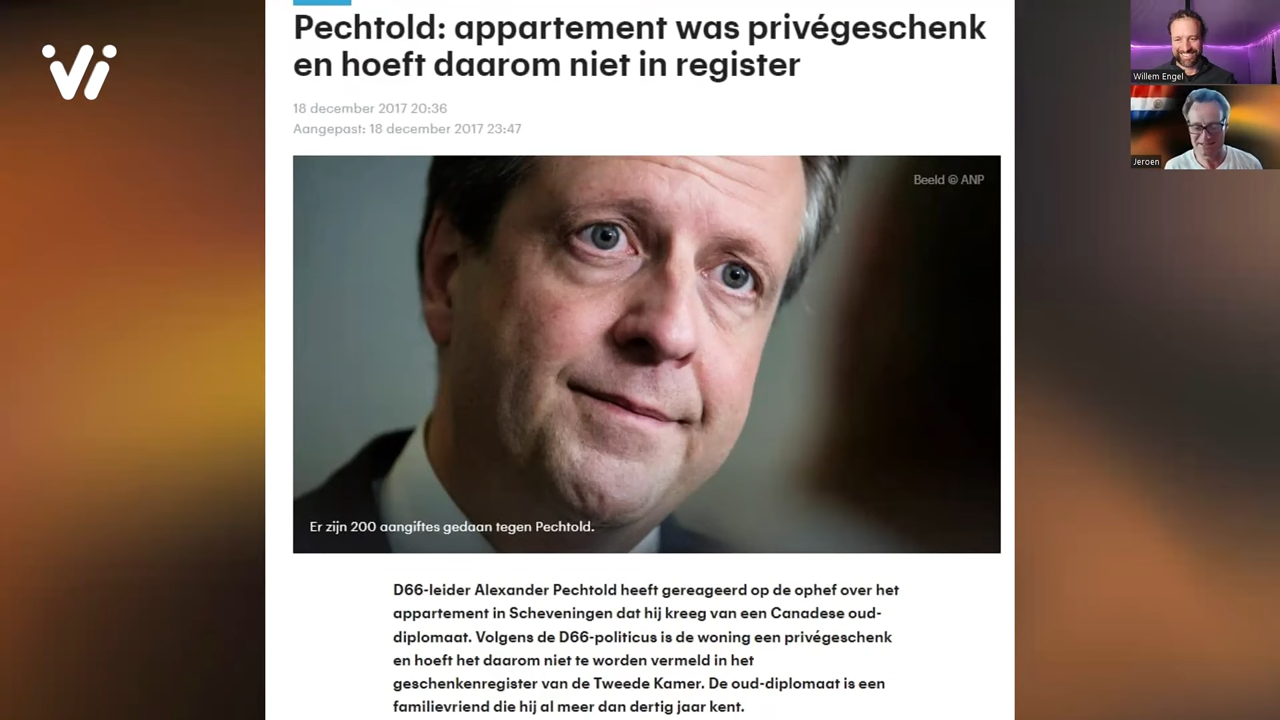 Pechtold: appartement was privégeschenk
en hoeft daarom niet in register
18 december 2017 20:36
Aangepast: 18 december 2017 23:47
Beeld © ANP
Er zijn 200 aangiftes gedaan tegen Pechtold.
D66-leider Alexander Pechtold heeft gereageerd op de ophef over het
appartement in Scheveningen dat hij kreeg van een Canadese oud-
diplomaat. Volgens de D66-politicus is de woning een privégeschenk
en hoeft het daarom niet te worden vermeld in het
geschenkenregister van de Tweede Kamer. De oud-diplomaat is een
familievriend die hij al meer dan dertig jaar kent.
Willem Engel
Jeroen